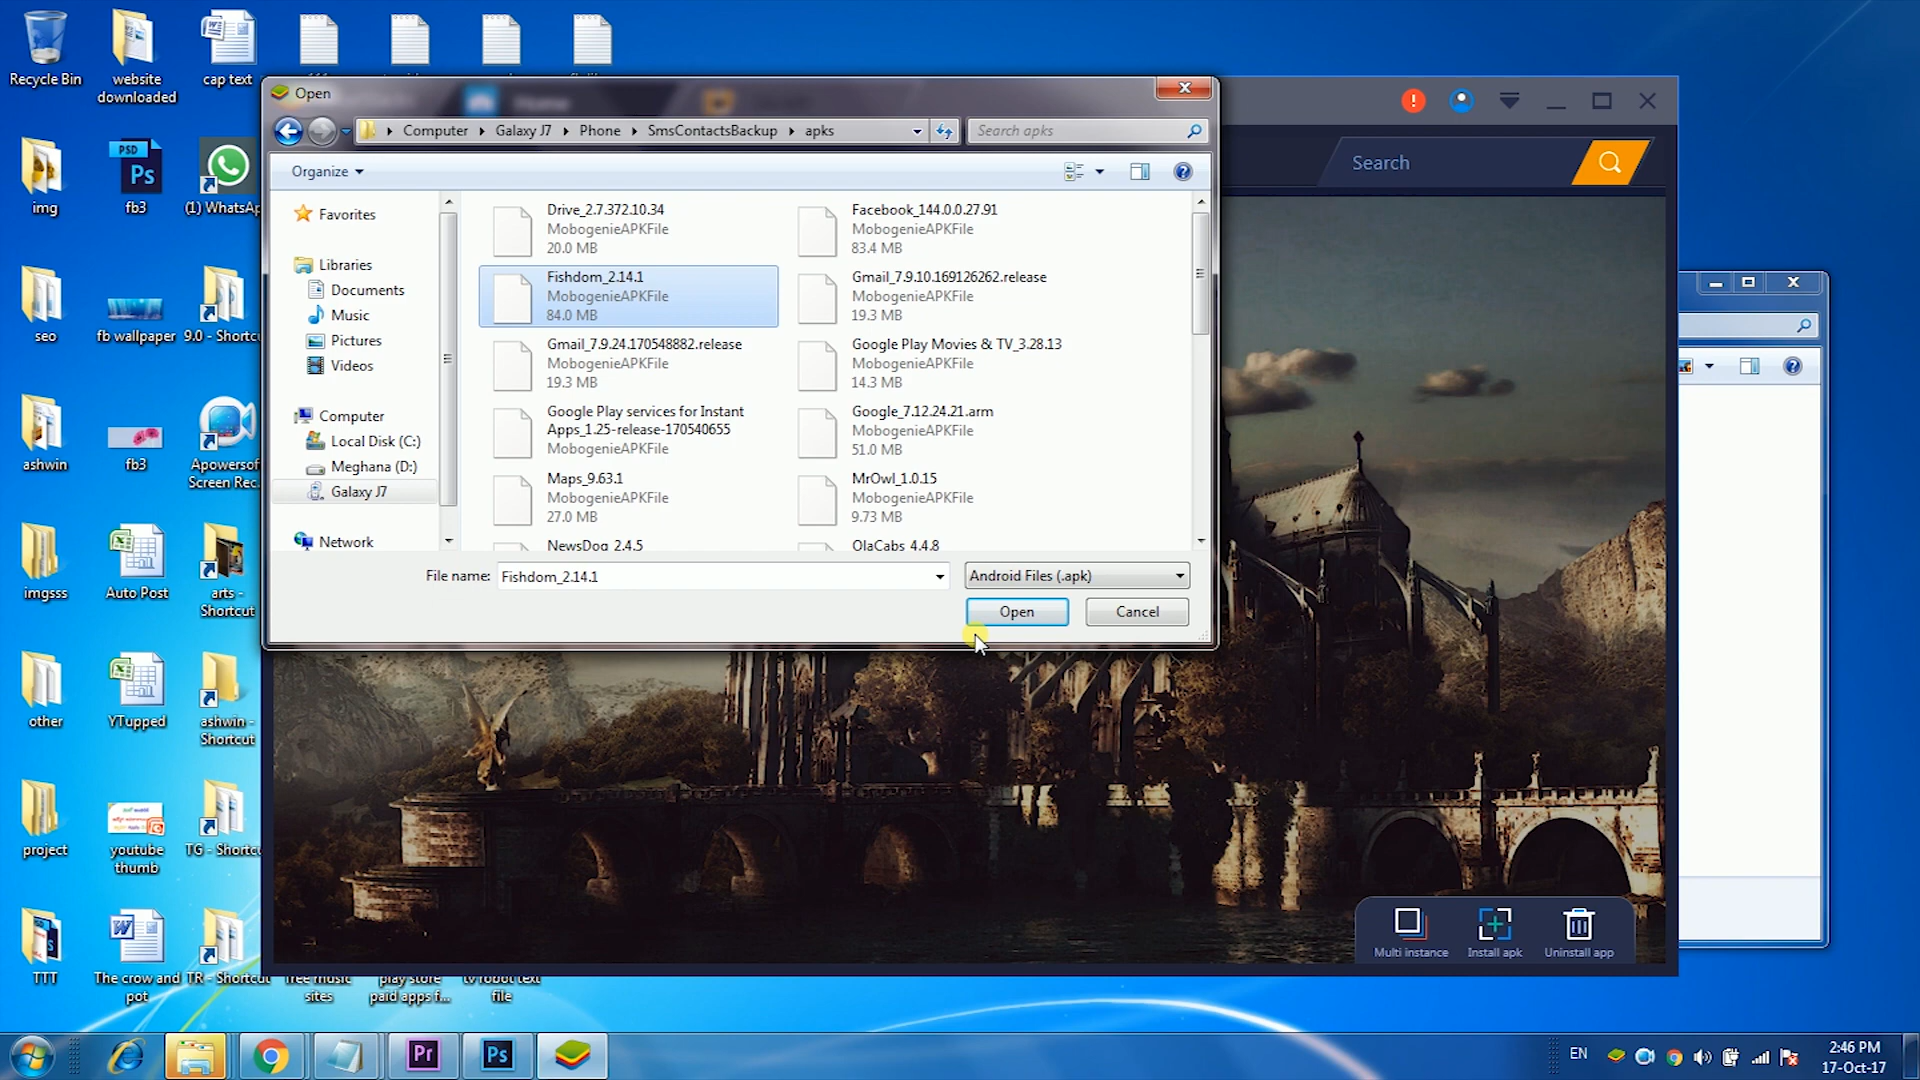 Recycle Bin
website
downloaded
cap text
img
PSD
Ps
fb3
(1) WhatsAp
seo
fb wallpaper
9.0 - Shortc
ashwin
fb3
Apowersof
Screen Rec.
imgsss
Auto Post
arts -
Shortcut
other
YTupped
ashwin -
Shortcut
project
youtube
thumb
TG - Shortc
TTT
The crow and
pot
TR - Shortcut
free music
sites
play store
paid apps f...
tv robot text
file
Open
Home
Computer
Galaxy J7
Phone
SmsContactsBackup
apks
Search apks
Organize
Favorites
Libraries
Documents
Music
Pictures
Videos
Computer
Local Disk (C:)
Meghana (D:)
Galaxy J7
Network
Drive_2.7.372.10.34
MobogenieAPKFile
20.0 MB
Facebook_144.0.0.27.91
MobogenieAPKFile
83.4 MB
Fishdom_2.14.1
MobogenieAPKFile
84.0 MB
Gmail_7.9.10.169126262.release
MobogenieAPKFile
19.3 MB
Gmail_7.9.24.170548882.release
MobogenieAPKFile
19.3 MB
Google Play Movies & TV_3.28.13
MobogenieAPKFile
14.3 MB
Google Play services for Instant
Apps_1.25-release-170540655
MobogenieAPKFile
Google_7.12.24.21.arm
MobogenieAPKFile
51.0 MB
Maps_9.63.1
MobogenieAPKFile
27.0 MB
MrOwl_1.0.15
MobogenieAPKFile
9.73 MB
NewsDog_2.4.5
OlaCabs_4.4.8
File name:
Fishdom_2.14.1
Android Files (.apk)
Open
Cancel
Search
Multi instance
Install apk
Uninstall app
Pr
Ps
EN
2:46 PM
17-Oct-17